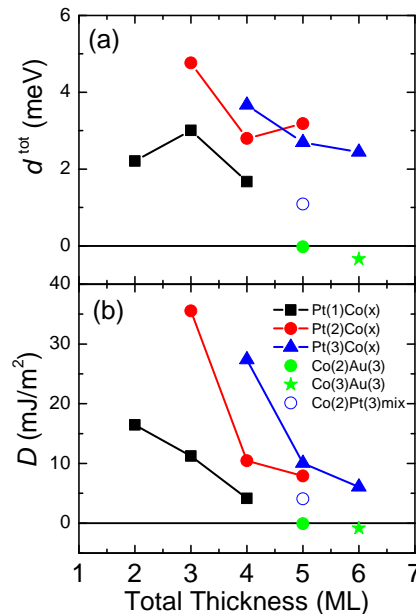 (a)
6
4
2
0
d^tot (meV)
(b)
40
30
20
10
0
D (mJ/m²)
Pt(1)Co(x)
Pt(2)Co(x)
Pt(3)Co(x)
Co(2)Au(3)
Co(3)Au(3)
Co(2)Pt(3)mix
1 2 3 4 5 6 7
Total Thickness (ML)